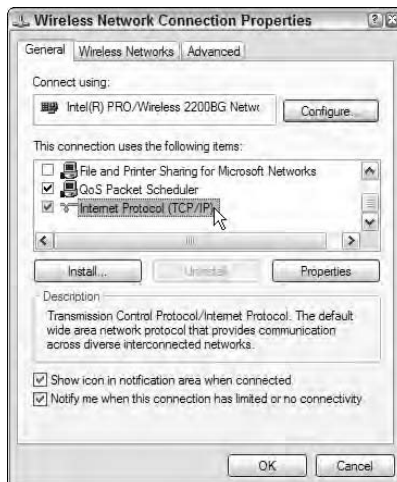 Wireless Network Connection Properties
General Wireless Networks Advanced
Connect using:
Intel(R) PRO/Wireless 2200BG Netwc Configure...
This connection uses the following items:
File and Printer Sharing for Microsoft Networks
QoS Packet Scheduler
Internet Protocol (TCP/IP)
Install... Uninstall Properties
Description
Transmission Control Protocol/Internet Protocol. The default
wide area network protocol that provides communication
across diverse interconnected networks.
Show icon in notification area when connected
Notify me when this connection has limited or no connectivity
OK Cancel